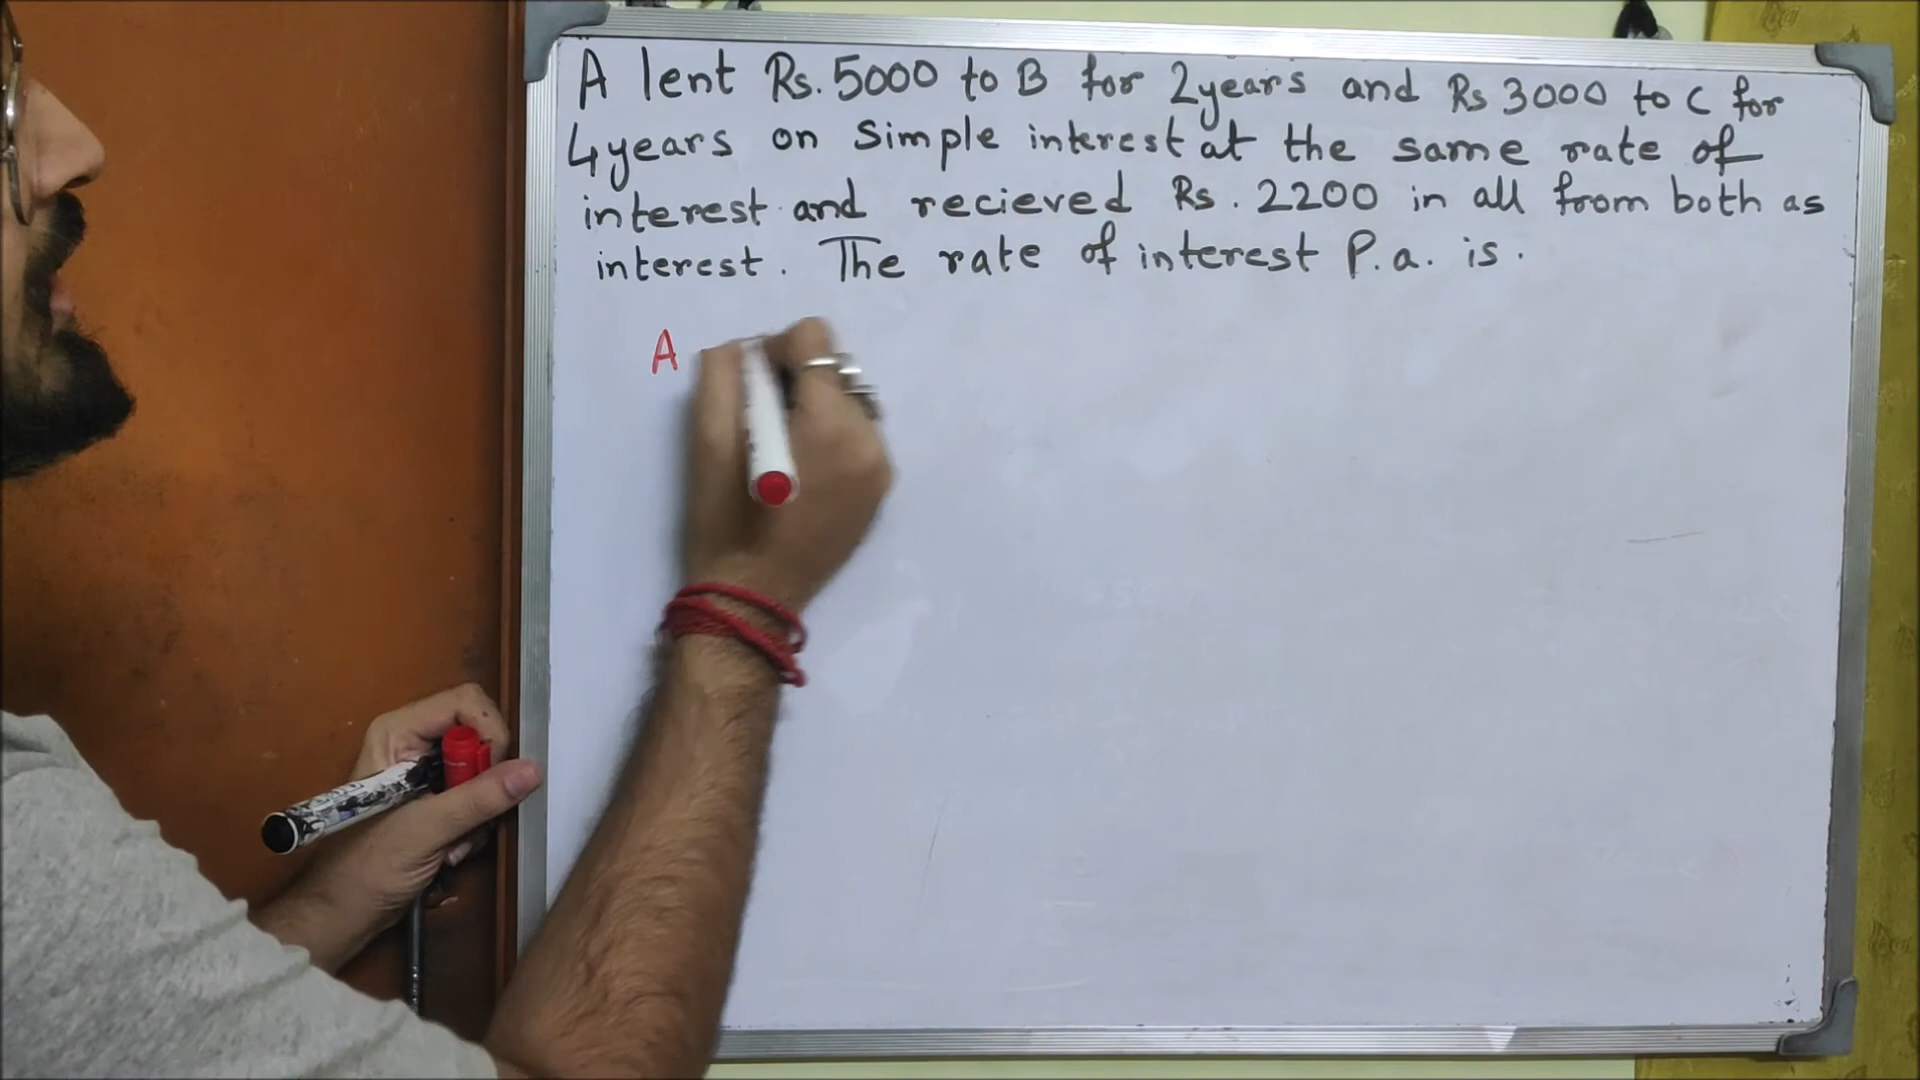 A lent Rs. 5000 to B for 2years and Rs 3000 to C for
4years on Simple interest at the same rate of
interest and recieved Rs. 2200 in all from both as
interest. The rate of interest P.a. is.
A